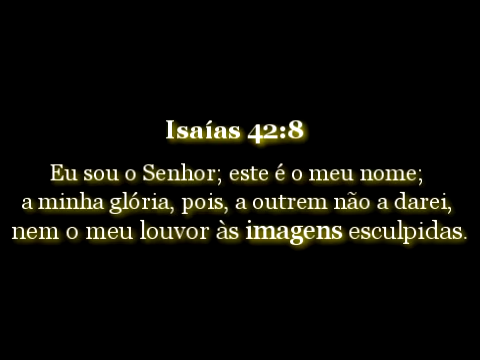 Isaías 42:8
Eu sou o Senhor; este é o meu nome;
a minha glória, pois, a outrem não a darei,
nem o meu louvor às imagens esculpidas.